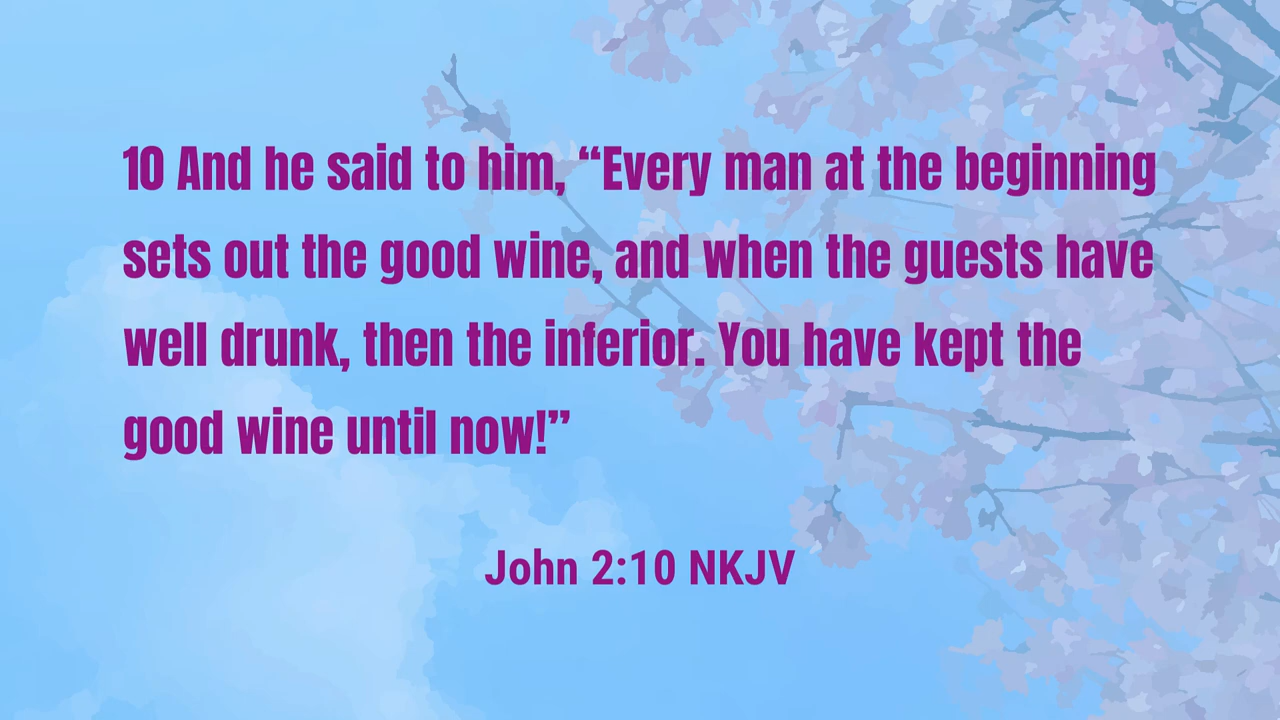 10 And he said to him, “Every man at the beginning
sets out the good wine, and when the guests have
well drunk, then the inferior. You have kept the
good wine until now!”
John 2:10 NKJV